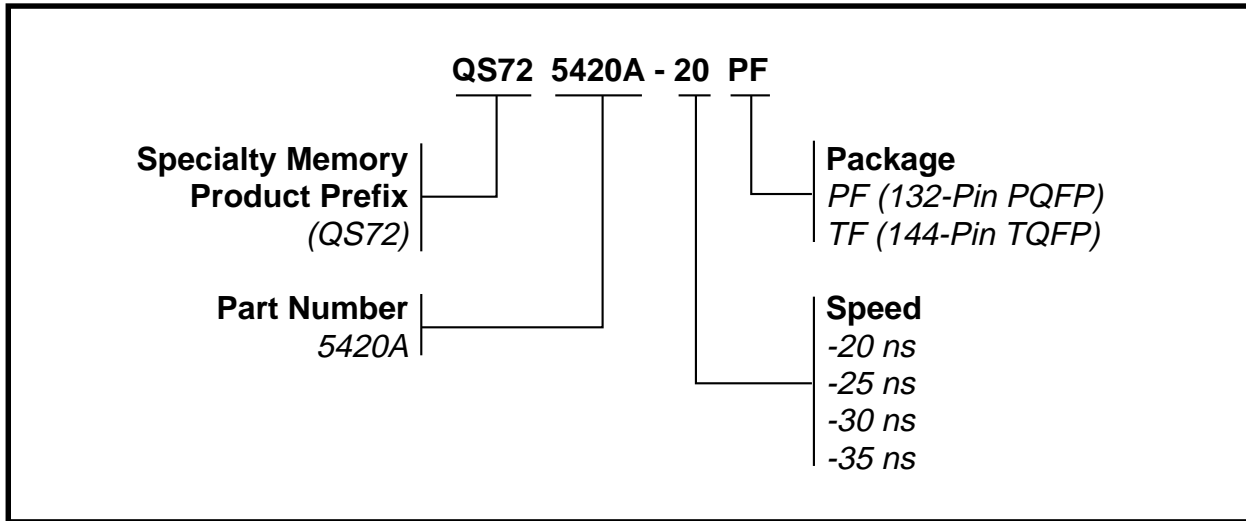 QS72 5420A - 20 PF
Specialty Memory
Product Prefix
(QS72)
Package
PF (132-Pin PQFP)
TF (144-Pin TQFP)
Part Number
5420A
Speed
-20 ns
-25 ns
-30 ns
-35 ns